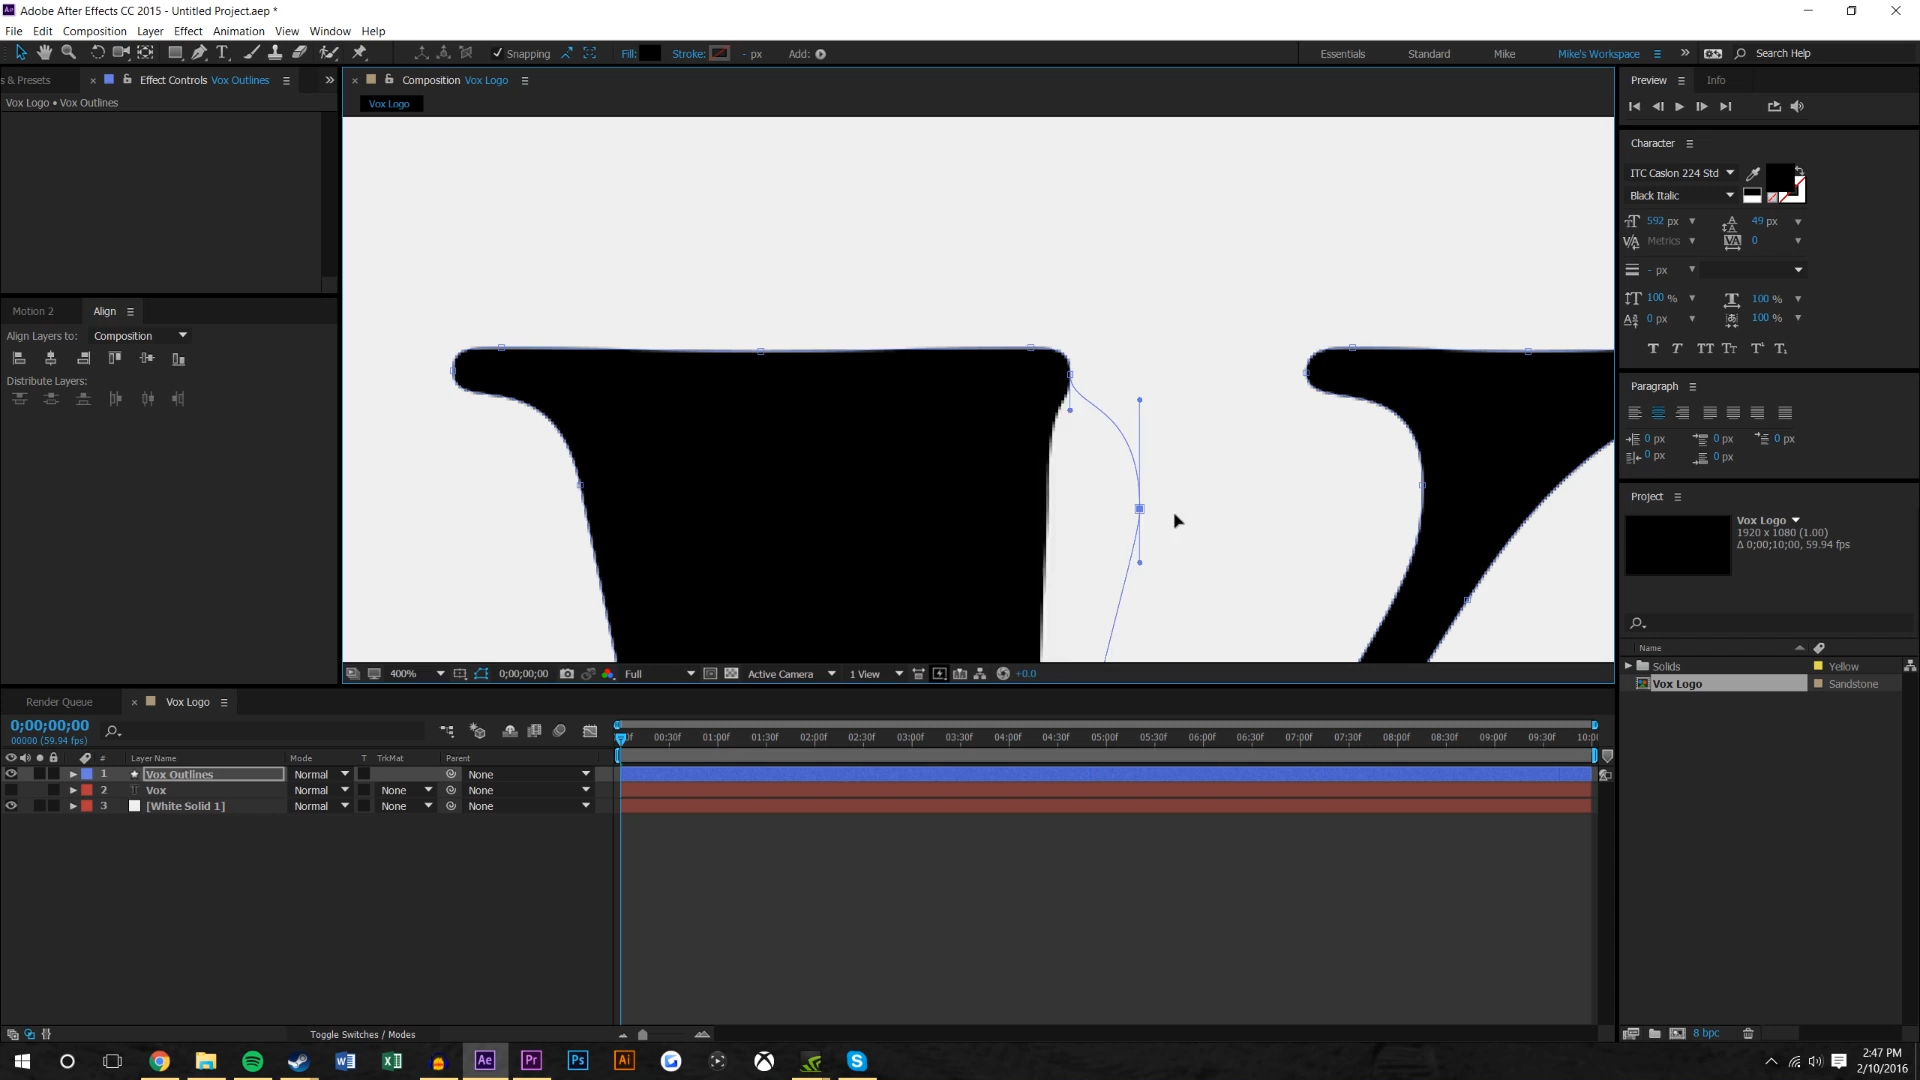 Adobe After Effects CC 2015 - Untitled Project.aep *
File Edit Composition Layer Effect Animation View Window Help
Snapping Fill: Stroke: - px Add: Essentials Standard Mike Mike's Workspace Search Help
s & Presets Effect Controls Vox Outlines Composition Vox Logo Preview Info
Vox Logo • Vox Outlines Vox Logo
Character
ITC Caslon 224 Std
Black Italic
592 px 49 px
Metrics 0
- px
100 % 100 %
0 px 100 %
Motion 2 Align
Align Layers to: Composition
Distribute Layers:
Paragraph
0 px 0 px 0 px
0 px 0 px
Project
Vox Logo
1920 x 1080 (1.00)
Δ 0;00;10;00, 59.94 fps
Name
Solids Yellow
Vox Logo Sandstone
400% 0;00;00;00 Full Active Camera 1 View +0.0
Render Queue Vox Logo
0;00;00;00
00000 (59.94 fps)
00:30f 01:00f 01:30f 02:00f 02:30f 03:00f 03:30f 04:00f 04:30f 05:00f 05:30f 06:00f 06:30f 07:00f 07:30f 08:00f 08:30f 09:00f 09:30f
# Layer Name Mode T TrkMat Parent
1 Vox Outlines Normal None
2 T Vox Normal None None
3 [White Solid 1] Normal None None
Toggle Switches / Modes
8 bpc
Ae Pr Ps Ai
2:47 PM
2/10/2016